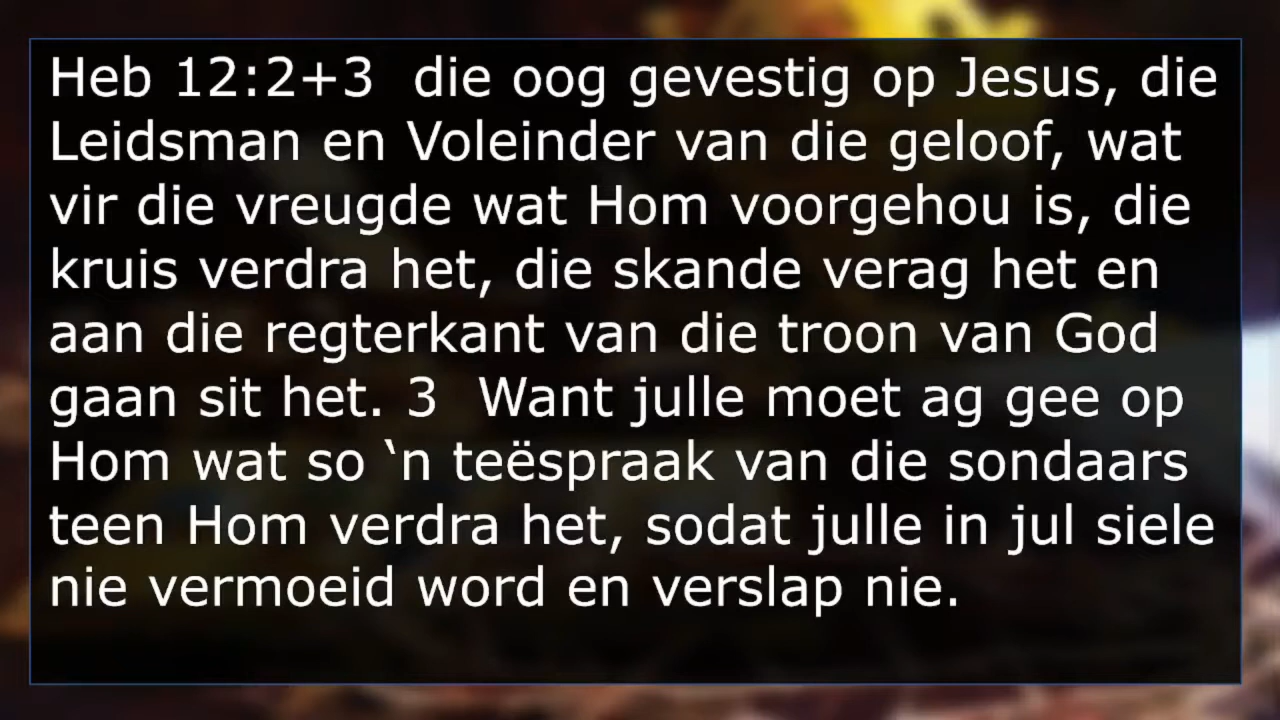 Heb 12:2+3  die oog gevestig op Jesus, die
Leidsman en Voleinder van die geloof, wat
vir die vreugde wat Hom voorgehou is, die
kruis verdra het, die skande verag het en
aan die regterkant van die troon van God
gaan sit het. 3  Want julle moet ag gee op
Hom wat so ‛n teëspraak van die sondaars
teen Hom verdra het, sodat julle in jul siele
nie vermoeid word en verslap nie.